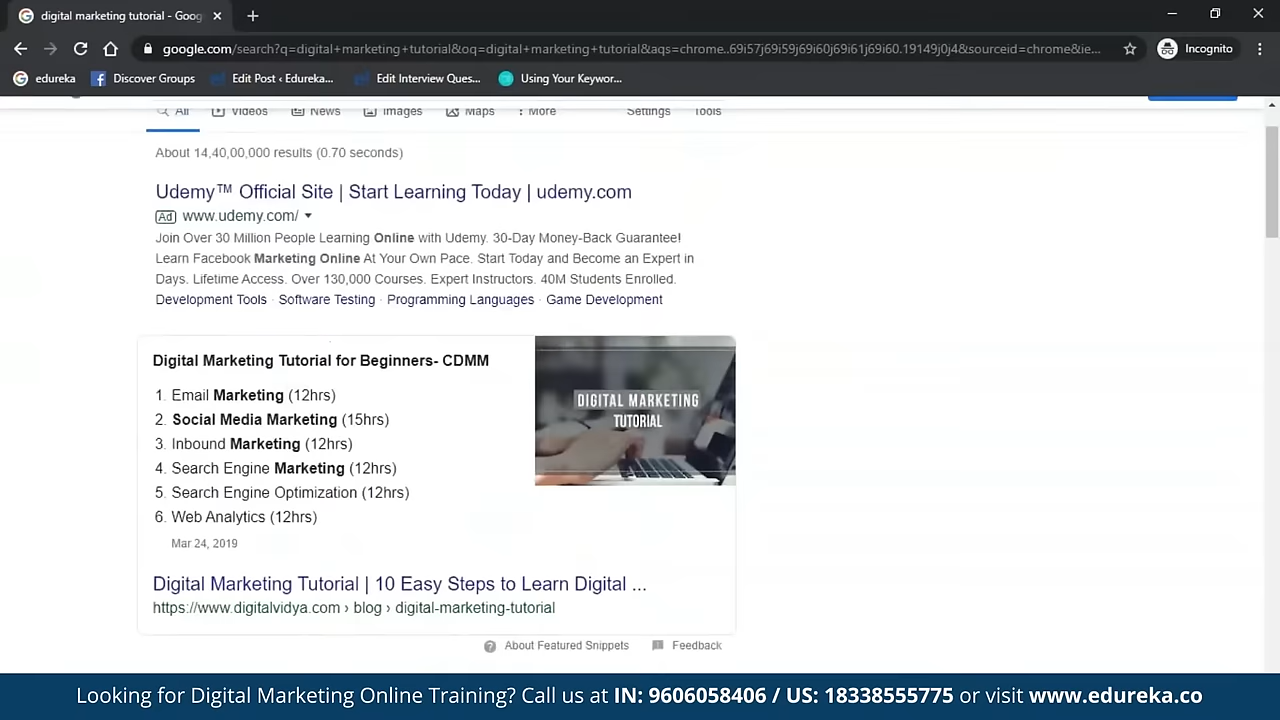 digital marketing tutorial - Goog
google.com/search?q=digital+marketing+tutorial&oq=digital+marketing+tutorial&aqs=chrome..69i57j69i59j69i60j69i61j69i60.19149j0j4&sourceid=chrome&ie...
Incognito
edureka
Discover Groups
Edit Post ‹ Edureka...
Edit Interview Ques...
Using Your Keywor...
All
Videos
News
Images
Maps
More
Settings
Tools
About 14,40,00,000 results (0.70 seconds)
Udemy™ Official Site | Start Learning Today | udemy.com
Ad www.udemy.com/
Join Over 30 Million People Learning Online with Udemy. 30-Day Money-Back Guarantee!
Learn Facebook Marketing Online At Your Own Pace. Start Today and Become an Expert in
Days. Lifetime Access. Over 130,000 Courses. Expert Instructors. 40M Students Enrolled.
Development Tools · Software Testing · Programming Languages · Game Development
Digital Marketing Tutorial for Beginners- CDMM
1. Email Marketing (12hrs)
2. Social Media Marketing (15hrs)
3. Inbound Marketing (12hrs)
4. Search Engine Marketing (12hrs)
5. Search Engine Optimization (12hrs)
6. Web Analytics (12hrs)
Mar 24, 2019
DIGITAL MARKETING
TUTORIAL
Digital Marketing Tutorial | 10 Easy Steps to Learn Digital ...
https://www.digitalvidya.com › blog › digital-marketing-tutorial
About Featured Snippets
Feedback
Looking for Digital Marketing Online Training? Call us at IN: 9606058406 / US: 18338555775 or visit www.edureka.co